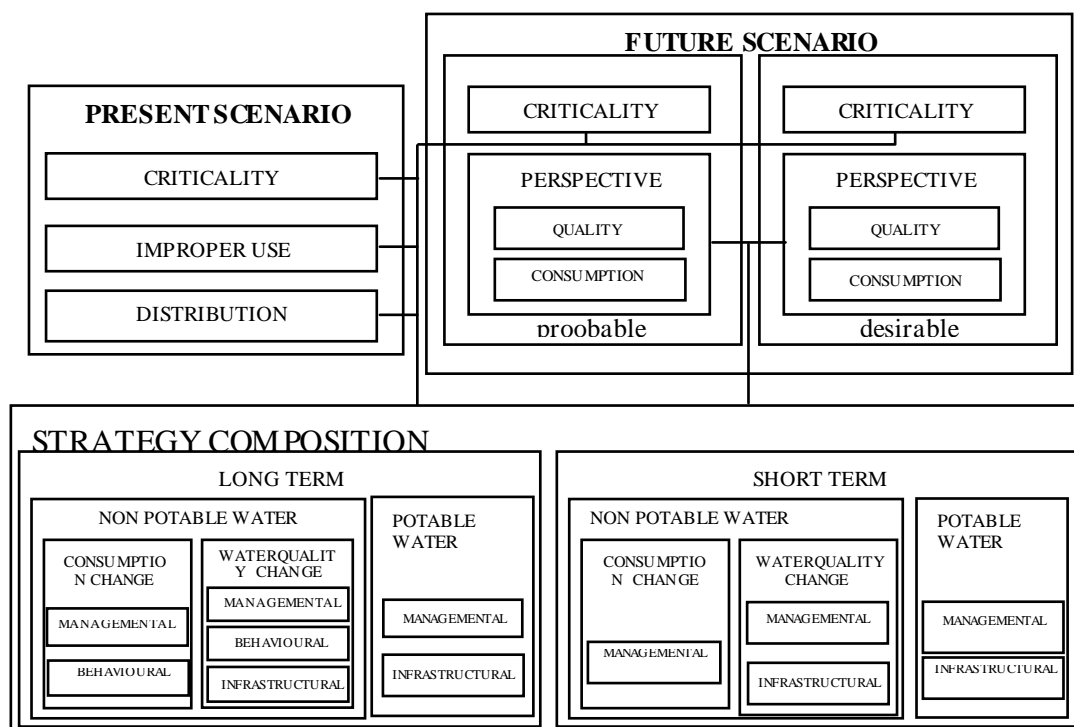 FUTURE SCENARIO
PRESENT SCENARIO
CRITICALITY
IMPROPER USE
DISTRIBUTION
CRITICALITY
PERSPECTIVE
QUALITY
CONSUMPTION
proobable
CRITICALITY
PERSPECTIVE
QUALITY
CONSUMPTION
desirable
STRATEGY COMPOSITION
LONG TERM
NON POTABLE WATER
CONSUMPTIO
N CHANGE
MANAGEMENTAL
BEHAVIOURAL
WATERQUALIT
Y CHANGE
MANAGEMENTAL
BEHAVIOURAL
INFRASTRUCTURAL
POTABLE
WATER
MANAGEMENTAL
INFRASTRUCTURAL
SHORT TERM
NON POTABLE WATER
CONSUMPTIO
N CHANGE
MANAGEMENTAL
WATERQUALITY
CHANGE
MANAGEMENTAL
INFRASTRUCTURAL
POTABLE
WATER
MANAGEMENTAL
INFRASTRUCTURAL